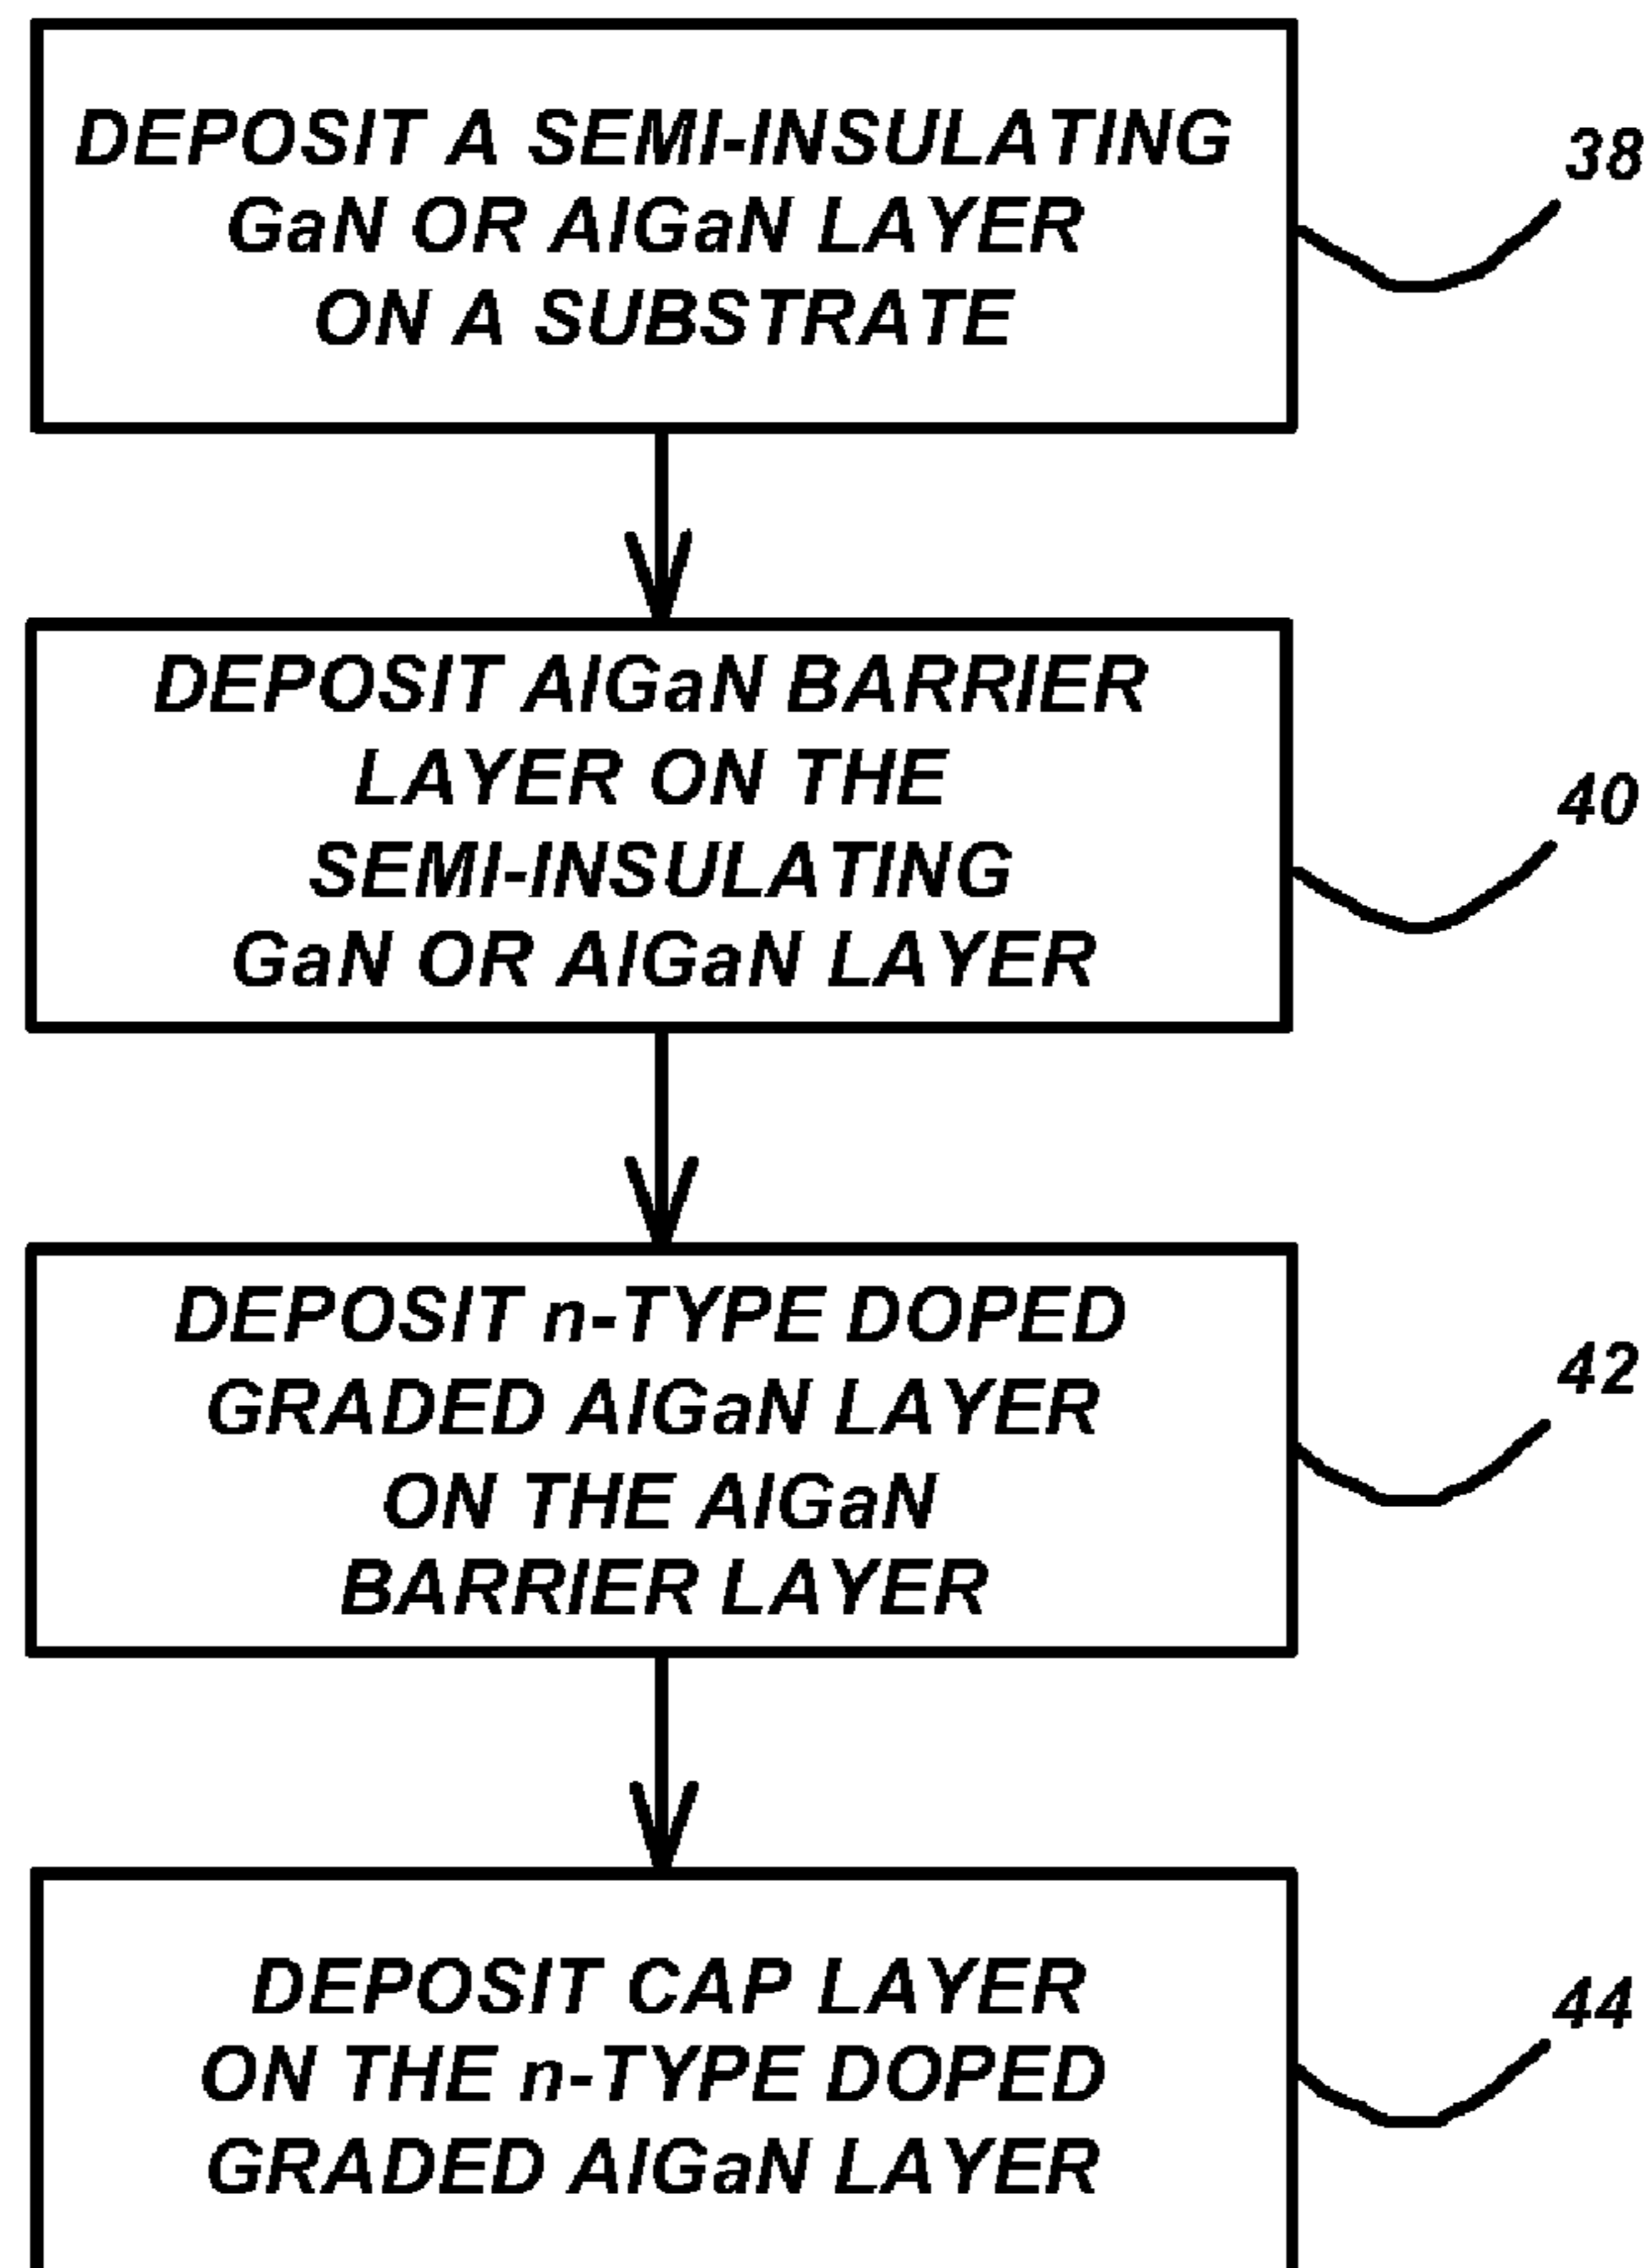 DEPOSIT A SEMI-INSULATING
GaN OR AlGaN LAYER
ON A SUBSTRATE
38
DEPOSIT AlGaN BARRIER
LAYER ON THE
SEMI-INSULATING
GaN OR AlGaN LAYER
40
DEPOSIT n-TYPE DOPED
GRADED AlGaN LAYER
ON THE AlGaN
BARRIER LAYER
42
DEPOSIT CAP LAYER
ON THE n-TYPE DOPED
GRADED AlGaN LAYER
44